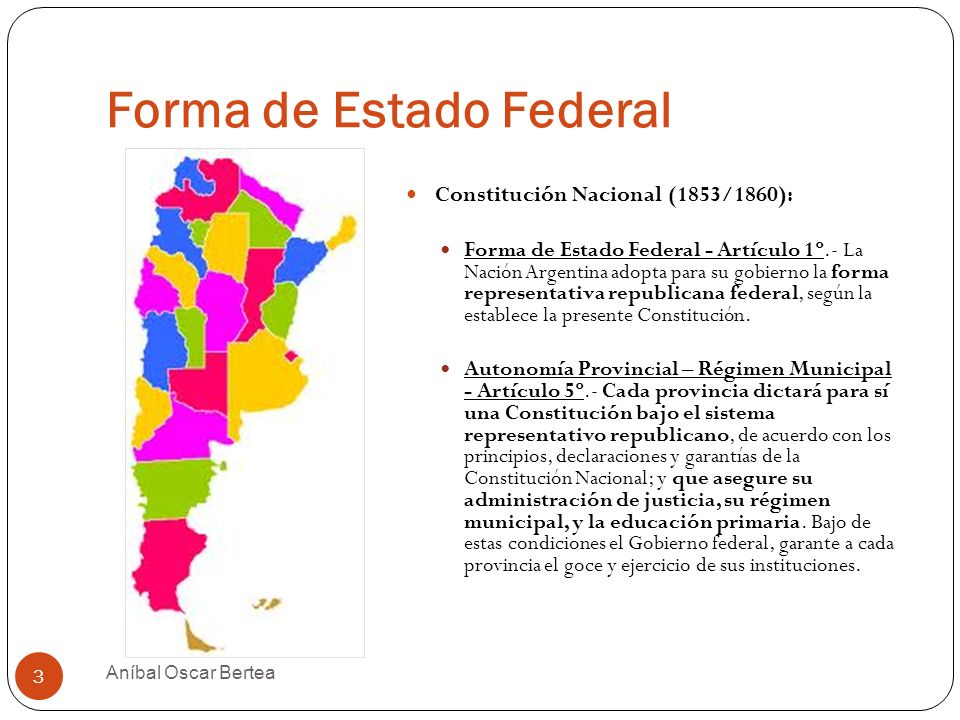 Forma de Estado Federal
Constitución Nacional (1853/1860):
Forma de Estado Federal - Artículo 1º.- La
Nación Argentina adopta para su gobierno la forma
representativa republicana federal, según la
establece la presente Constitución.
Autonomía Provincial – Régimen Municipal
- Artículo 5º.- Cada provincia dictará para sí
una Constitución bajo el sistema
representativo republicano, de acuerdo con los
principios, declaraciones y garantías de la
Constitución Nacional; y que asegure su
administración de justicia, su régimen
municipal, y la educación primaria. Bajo de
estas condiciones el Gobierno federal, garante a cada
provincia el goce y ejercicio de sus instituciones.
3
Aníbal Oscar Bertea